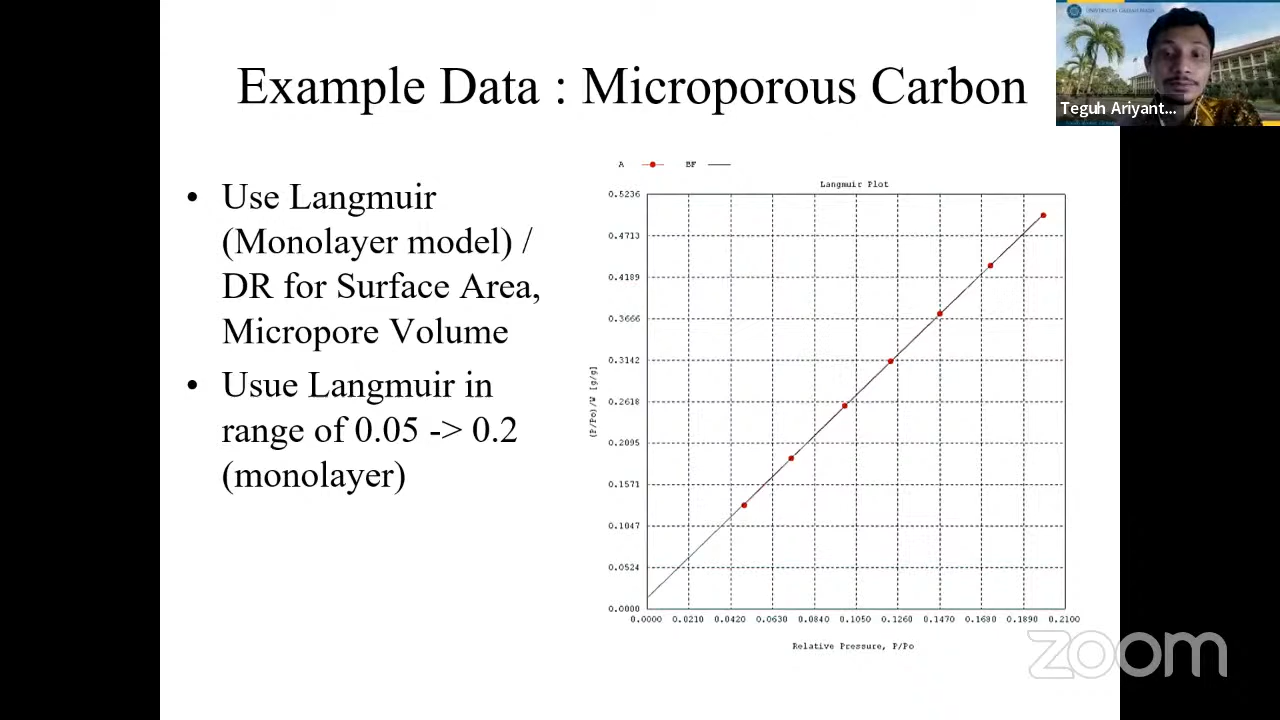 Example Data : Microporous Carbon
Teguh Ariyant...
• Use Langmuir
(Monolayer model) /
DR for Surface Area,
Micropore Volume
• Usue Langmuir in
range of 0.05 -> 0.2
(monolayer)
A BF
Langmuir Plot
0.5236
0.4713
0.4189
0.3666
0.3142
0.2618
0.2095
0.1571
0.1047
0.0524
0.0000
(P/Po)/W [g/g]
0.0000 0.0210 0.0420 0.0630 0.0840 0.1050 0.1260 0.1470 0.1680 0.1890 0.2100
Relative Pressure, P/Po
zoom